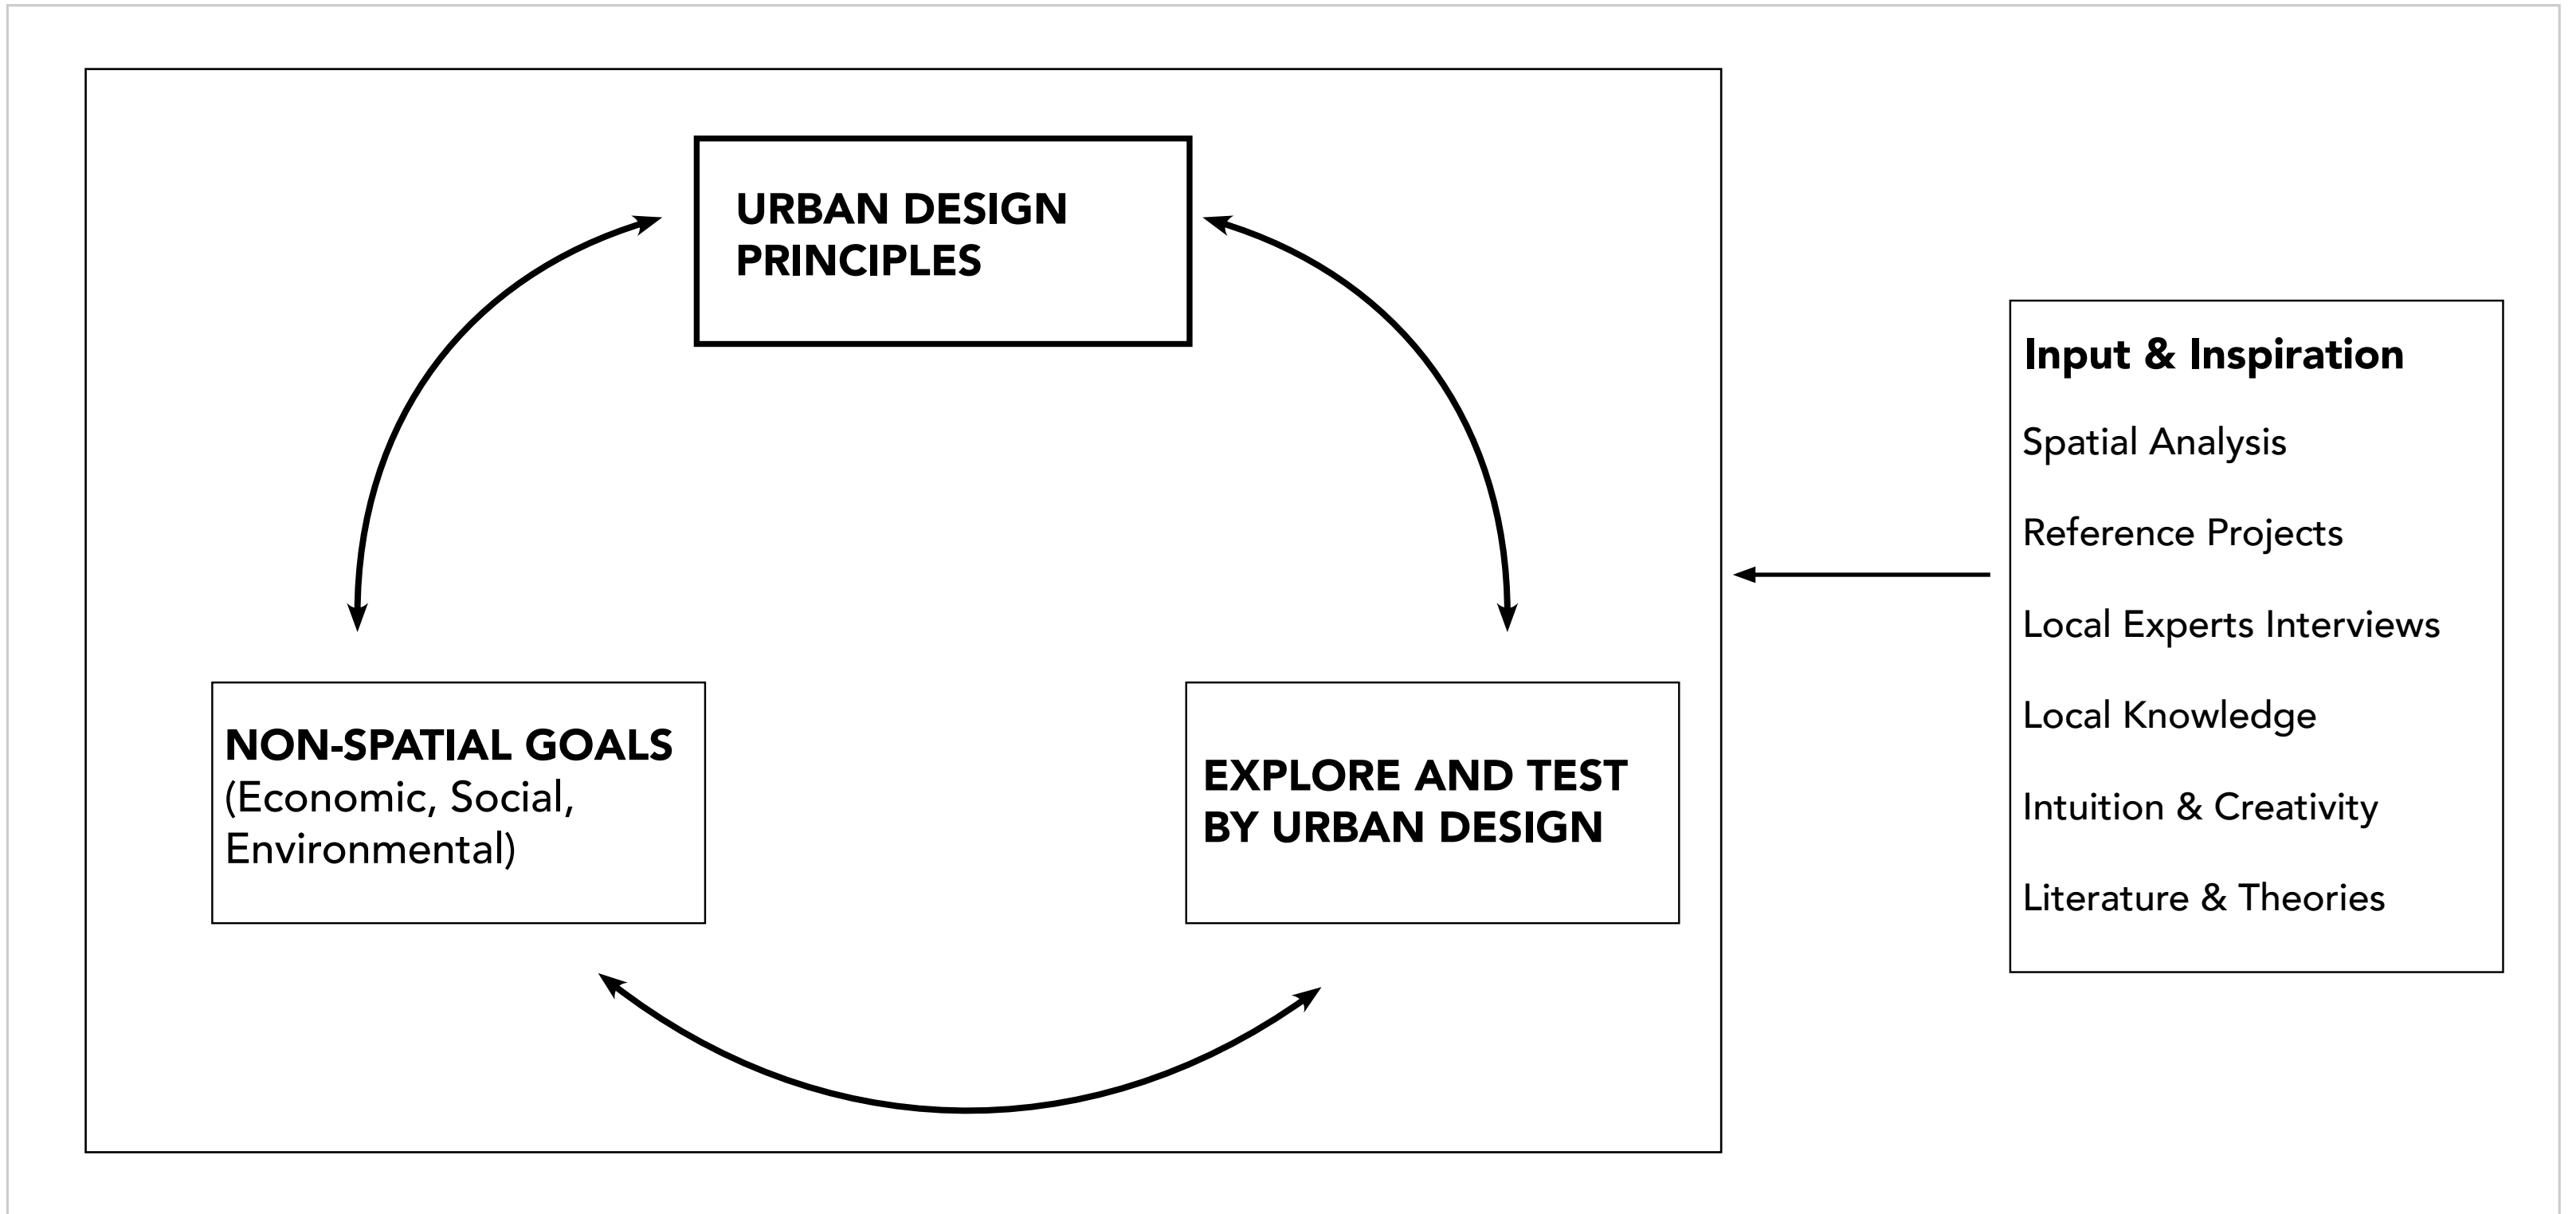 URBAN DESIGN
PRINCIPLES
NON-SPATIAL GOALS
(Economic, Social,
Environmental)
EXPLORE AND TEST
BY URBAN DESIGN
Input & Inspiration
Spatial Analysis
Reference Projects
Local Experts Interviews
Local Knowledge
Intuition & Creativity
Literature & Theories